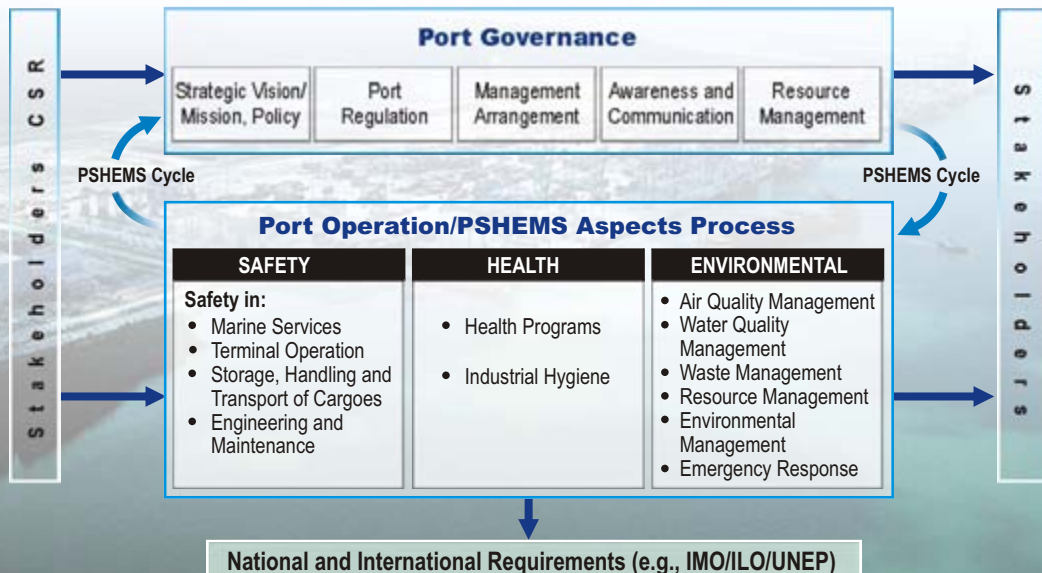 Stakeholders CSR
Port Governance
Strategic Vision/
Mission, Policy
Port
Regulation
Management
Arrangement
Awareness and
Communication
Resource
Management
Stakeholders
PSHEMS Cycle
PSHEMS Cycle
Port Operation/PSHEMS Aspects Process
SAFETY
Safety in:
• Marine Services
• Terminal Operation
• Storage, Handling and
Transport of Cargoes
• Engineering and
Maintenance
HEALTH
• Health Programs
• Industrial Hygiene
ENVIRONMENTAL
• Air Quality Management
• Water Quality
Management
• Waste Management
• Resource Management
• Environmental
Management
• Emergency Response
National and International Requirements (e.g., IMO/ILO/UNEP)